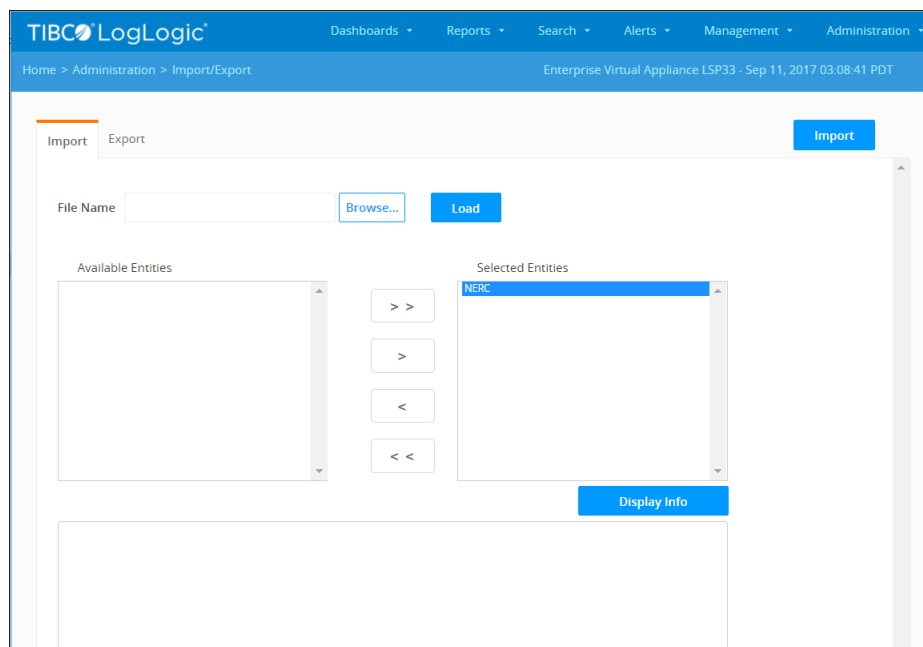 TIBCO LogLogic®
Dashboards Reports Search Alerts Management Administration
Home > Administration > Import/Export
Enterprise Virtual Appliance LSP33 - Sep 11, 2017 03:08:41 PDT
Import Export
Import
File Name Browse... Load
Available Entities Selected Entities
NERC
> >
>
<
< <
Display Info